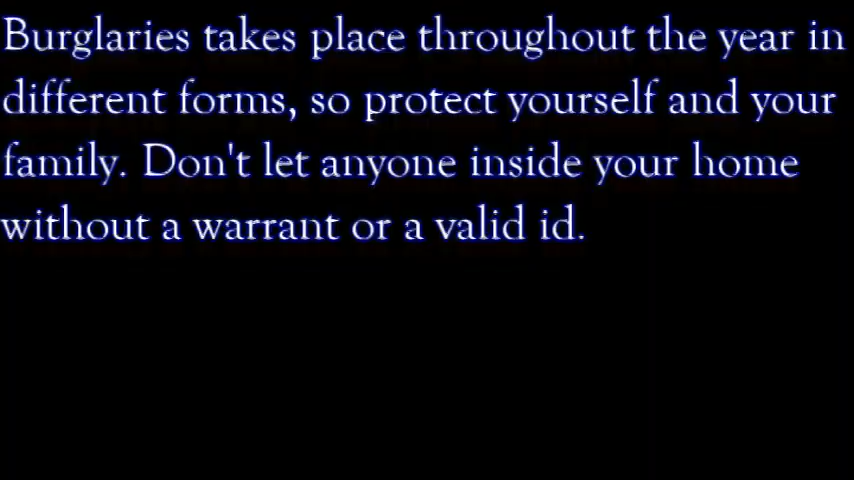 Burglaries takes place throughout the year in
different forms, so protect yourself and your
family. Don't let anyone inside your home
without a warrant or a valid id.